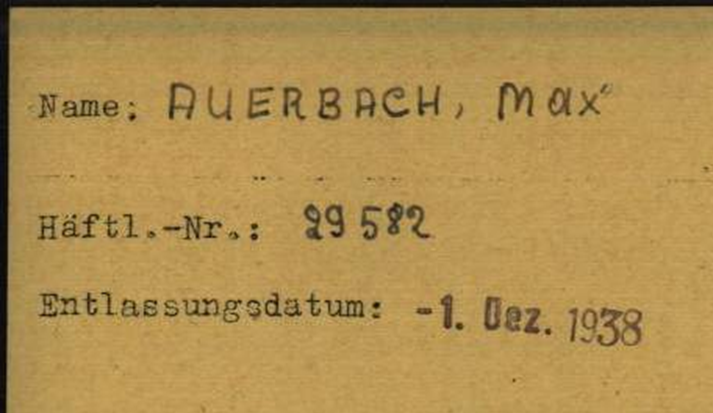 Name: AUERBACH, Max
Häftl.-Nr.: 29582
Entlassungsdatum: -1. Dez. 1938